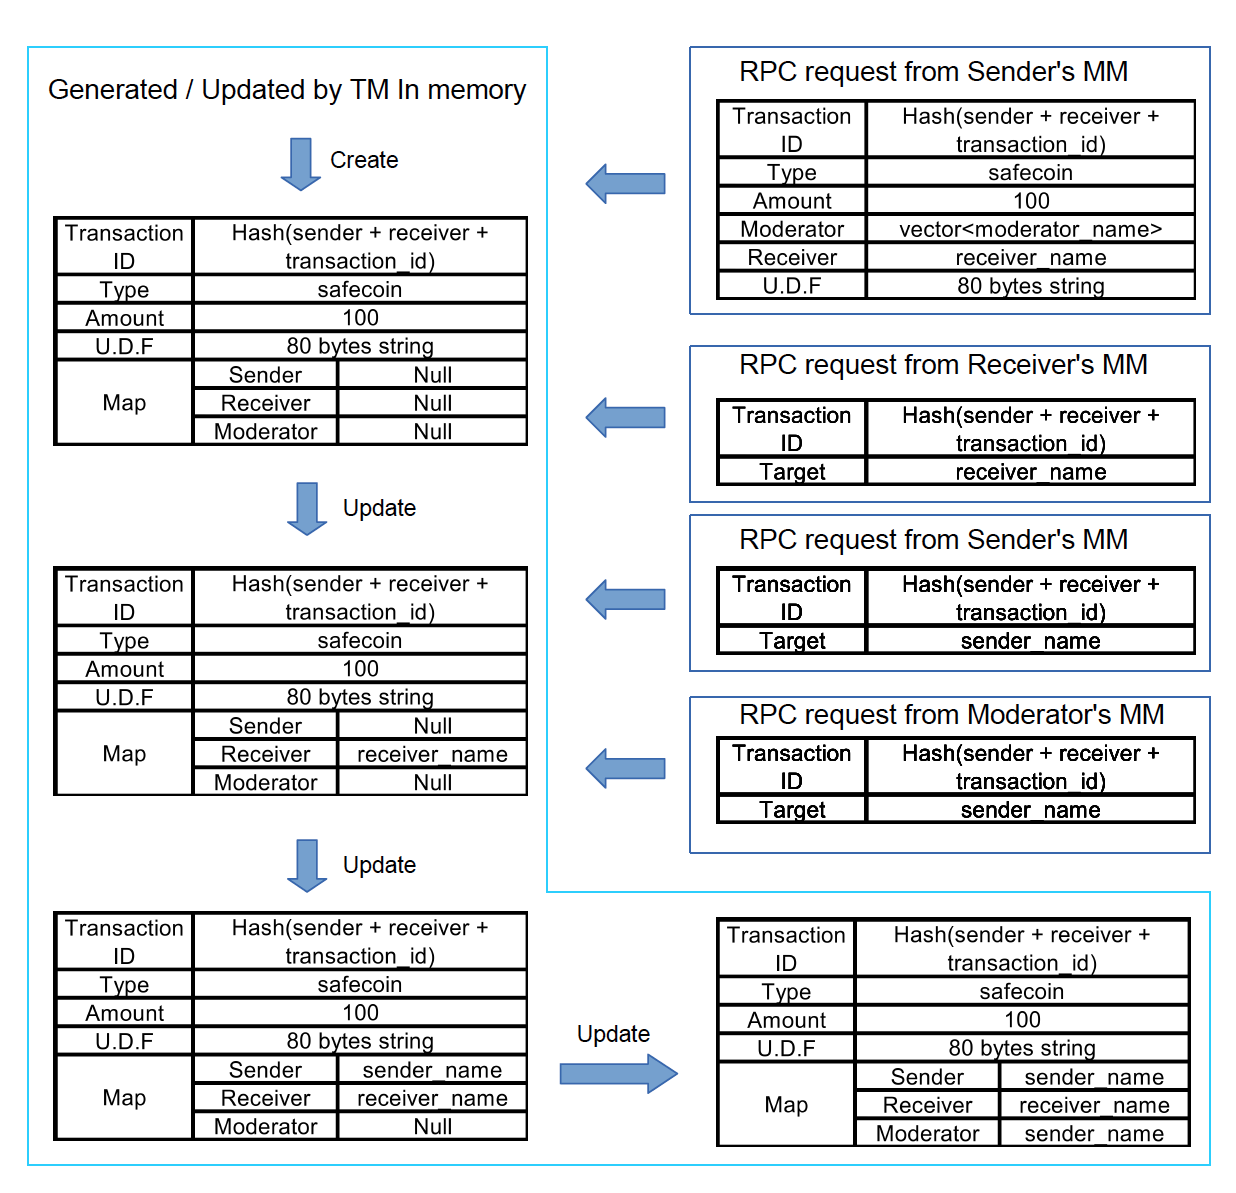 Generated / Updated by TM In memory
Create
Transaction ID
Hash(sender + receiver + transaction_id)
Type
safecoin
Amount
100
U.D.F
80 bytes string
Map
Sender
Null
Receiver
Null
Moderator
Null
Update
Transaction ID
Hash(sender + receiver + transaction_id)
Type
safecoin
Amount
100
U.D.F
80 bytes string
Map
Sender
Null
Receiver
receiver_name
Moderator
Null
Update
Transaction ID
Hash(sender + receiver + transaction_id)
Type
safecoin
Amount
100
U.D.F
80 bytes string
Map
Sender
sender_name
Receiver
receiver_name
Moderator
Null
Update
Transaction ID
Hash(sender + receiver + transaction_id)
Type
safecoin
Amount
100
U.D.F
80 bytes string
Map
Sender
sender_name
Receiver
receiver_name
Moderator
sender_name
RPC request from Sender's MM
Transaction ID
Hash(sender + receiver + transaction_id)
Type
safecoin
Amount
100
Moderator
vector<moderator_name>
Receiver
receiver_name
U.D.F
80 bytes string
RPC request from Receiver's MM
Transaction ID
Hash(sender + receiver + transaction_id)
Target
receiver_name
RPC request from Sender's MM
Transaction ID
Hash(sender + receiver + transaction_id)
Target
sender_name
RPC request from Moderator's MM
Transaction ID
Hash(sender + receiver + transaction_id)
Target
sender_name